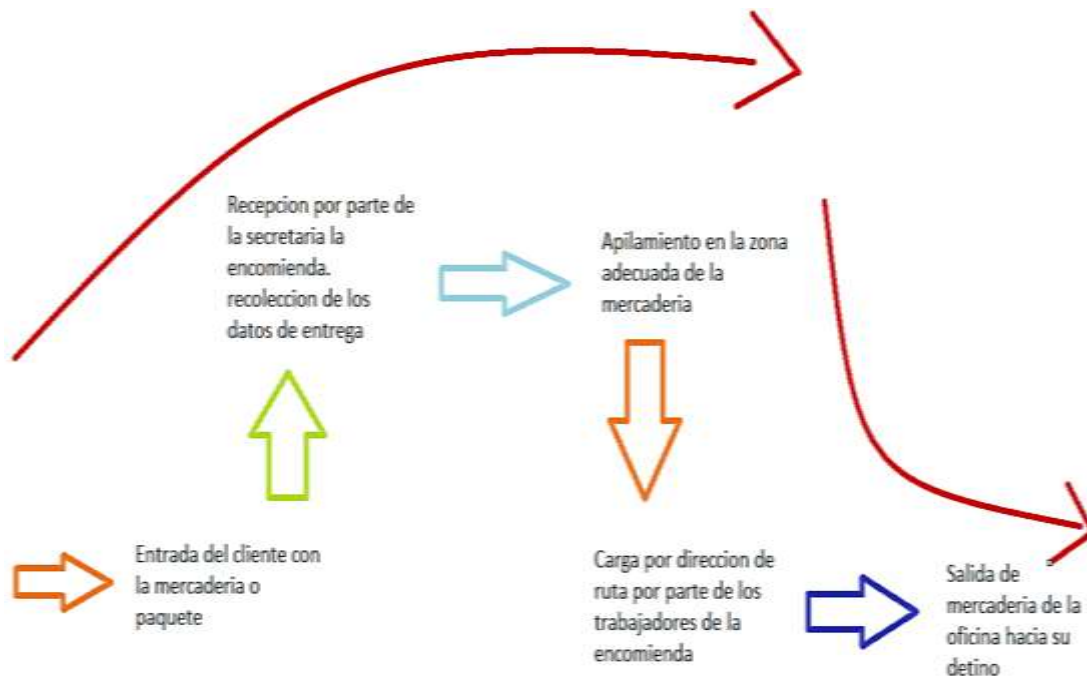 Entrada del cliente con
la mercaderia o
paquete
Recepcion por parte de
la secretaria la
encomienda.
recoleccion de los
datos de entrega
Apilamiento en la zona
adecuada de la
mercaderia
Carga por direccion de
ruta por parte de los
trabajadores de la
encomienda
Salida de
mercaderia de la
oficina hacia su
detino